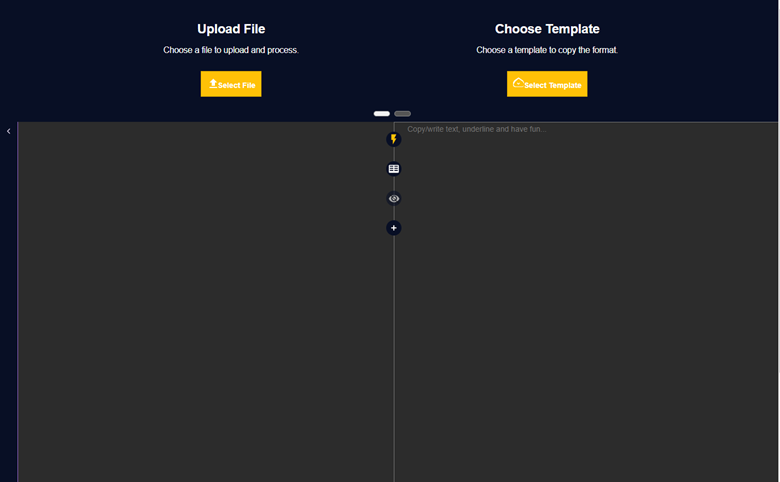 Upload File
Choose a file to upload and process.
Select File
Choose Template
Choose a template to copy the format.
Select Template
Copy/write text, underline and have fun...